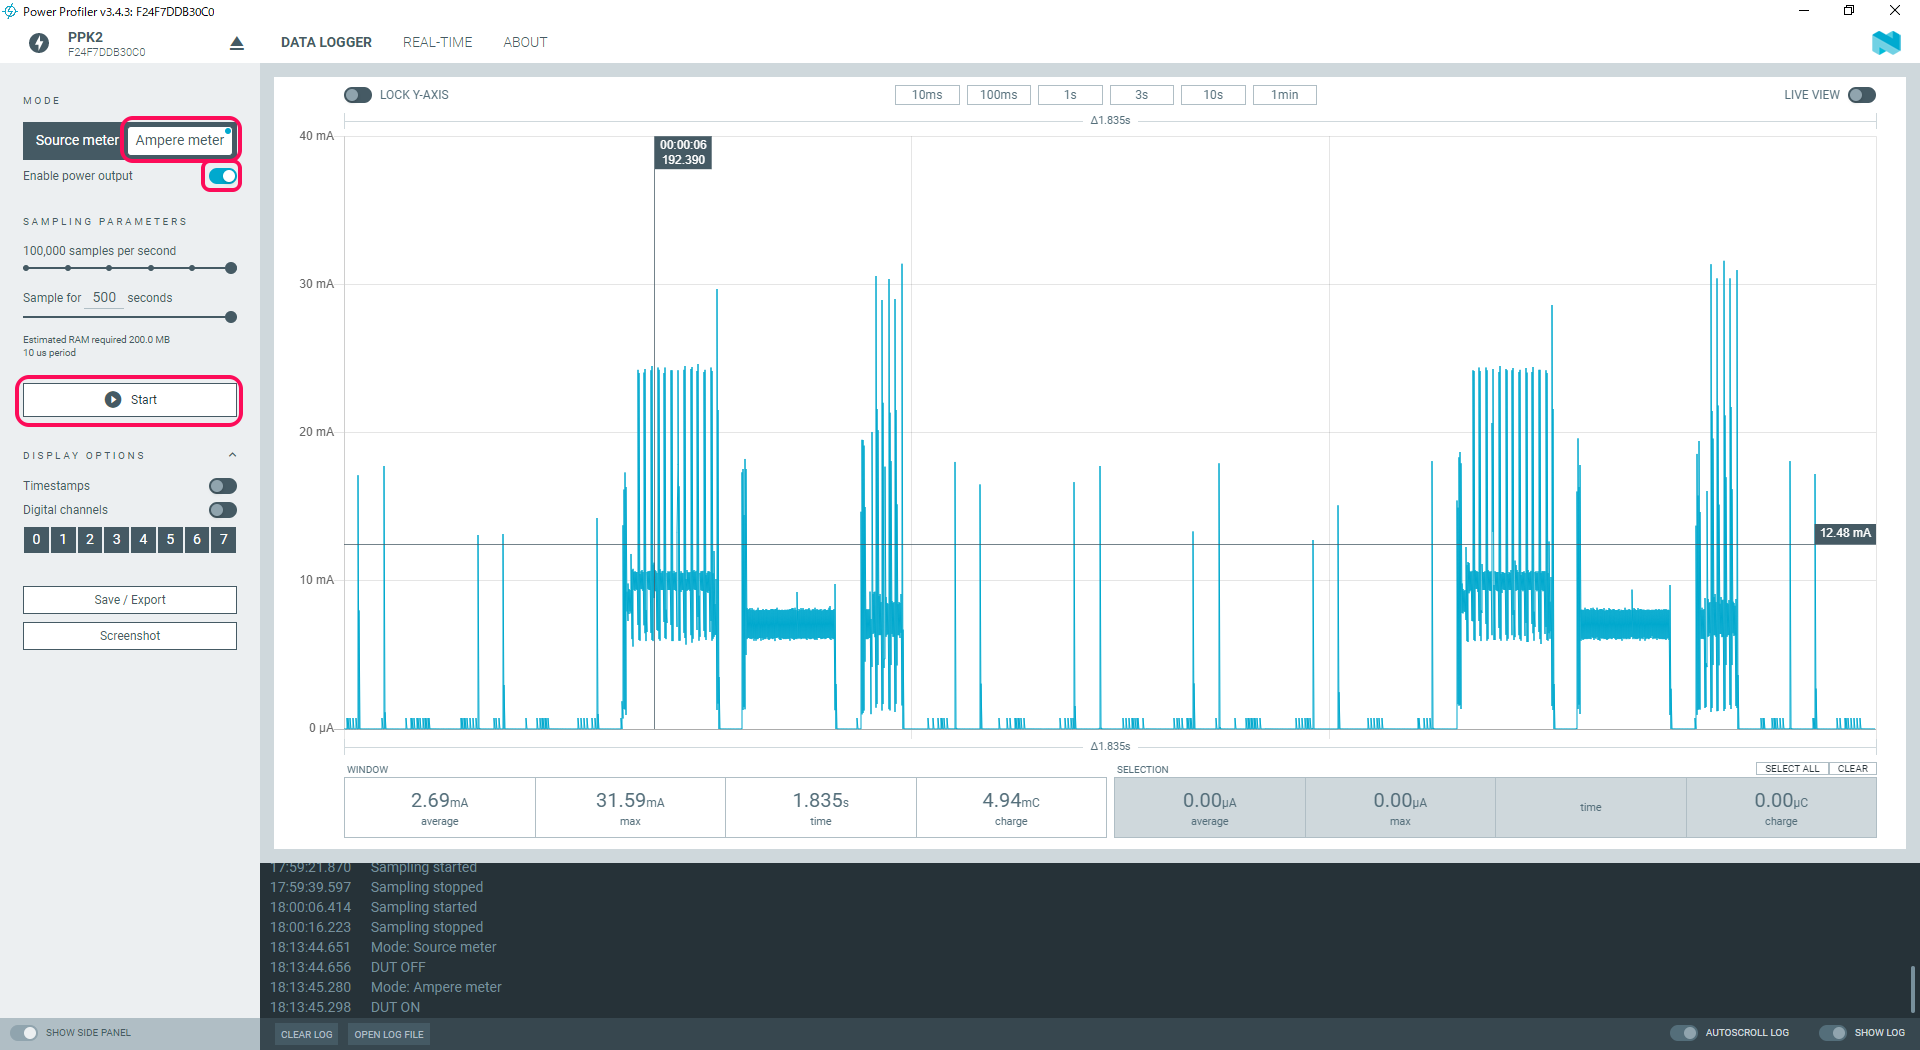 Power Profiler v3.4.3: F24F7DDB30C0
PPK2
F24F7DDB30C0
DATA LOGGER REAL-TIME ABOUT
MODE
Source meter Ampere meter
Enable power output
SAMPLING PARAMETERS
100,000 samples per second
Sample for 500 seconds
Estimated RAM required 200.0 MB
10 us period
Start
DISPLAY OPTIONS
Timestamps
Digital channels
0 1 2 3 4 5 6 7
Save / Export
Screenshot
SHOW SIDE PANEL
LOCK Y-AXIS 10ms 100ms 1s 3s 10s 1min LIVE VIEW
Δ1.835s
40 mA
00:00:06
192.390
30 mA
20 mA
12.48 mA
10 mA
0 µA
Δ1.835s
WINDOW SELECTION SELECT ALL CLEAR
2.69mA 31.59mA 1.835s 4.94mC 0.00µA 0.00µA time 0.00µC
average max time charge average max charge
17:59:21.870 Sampling started
17:59:39.597 Sampling stopped
18:00:06.414 Sampling started
18:00:16.223 Sampling stopped
18:13:44.651 Mode: Source meter
18:13:44.656 DUT OFF
18:13:45.280 Mode: Ampere meter
18:13:45.298 DUT ON
CLEAR LOG OPEN LOG FILE AUTOSCROLL LOG SHOW LOG